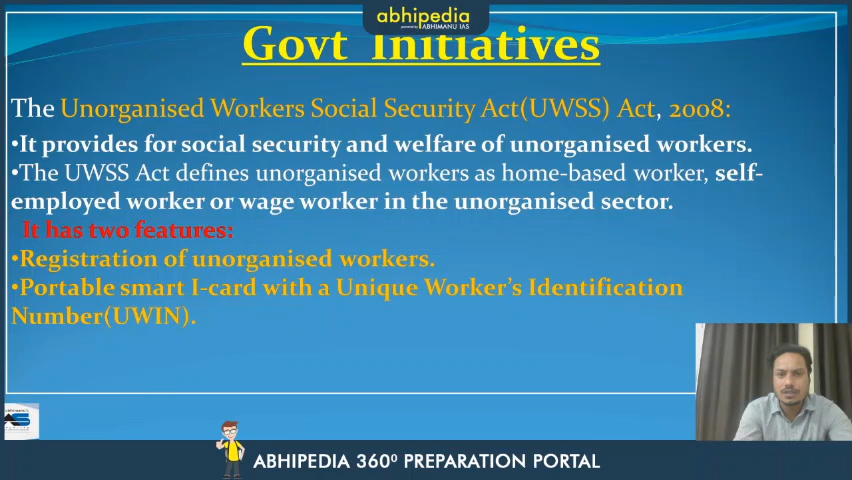 abhipedia
powered by ABHIMANU IAS
Govt Initiatives
The Unorganised Workers Social Security Act(UWSS) Act, 2008:
•It provides for social security and welfare of unorganised workers.
•The UWSS Act defines unorganised workers as home-based worker, self-
employed worker or wage worker in the unorganised sector.
It has two features:
•Registration of unorganised workers.
•Portable smart I-card with a Unique Worker’s Identification
Number(UWIN).
ABHIPEDIA 360⁰ PREPARATION PORTAL